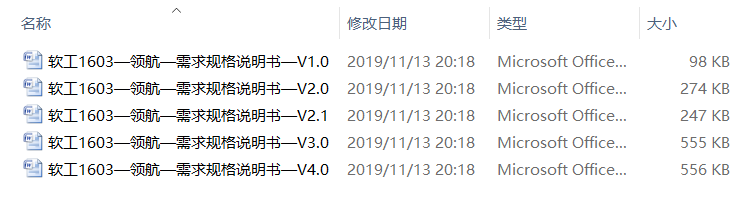 名称 修改日期 类型 大小
软工1603—领航—需求规格说明书—V1.0 2019/11/13 20:18 Microsoft Office... 98 KB
软工1603—领航—需求规格说明书—V2.0 2019/11/13 20:18 Microsoft Office... 274 KB
软工1603—领航—需求规格说明书—V2.1 2019/11/13 20:18 Microsoft Office... 247 KB
软工1603—领航—需求规格说明书—V3.0 2019/11/13 20:18 Microsoft Office... 555 KB
软工1603—领航—需求规格说明书—V4.0 2019/11/13 20:18 Microsoft Office... 556 KB